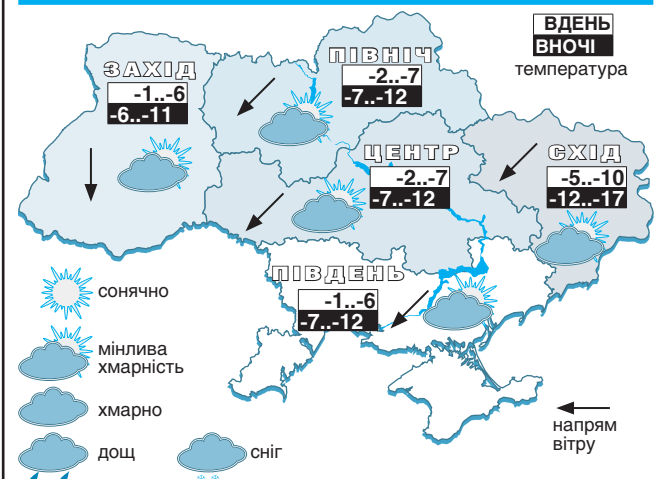 ВДЕНЬ
ВНОЧІ
температура
ПІВНІЧ
-2..-7
-7..-12
ЗАХІД
-1..-6
-6..-11
ЦЕНТР
-2..-7
-7..-12
СХІД
-5..-10
-12..-17
ПІВДЕНЬ
-1..-6
-7..-12
сонячно
мінлива
хмарність
хмарно
дощ
сніг
напрям
вітру